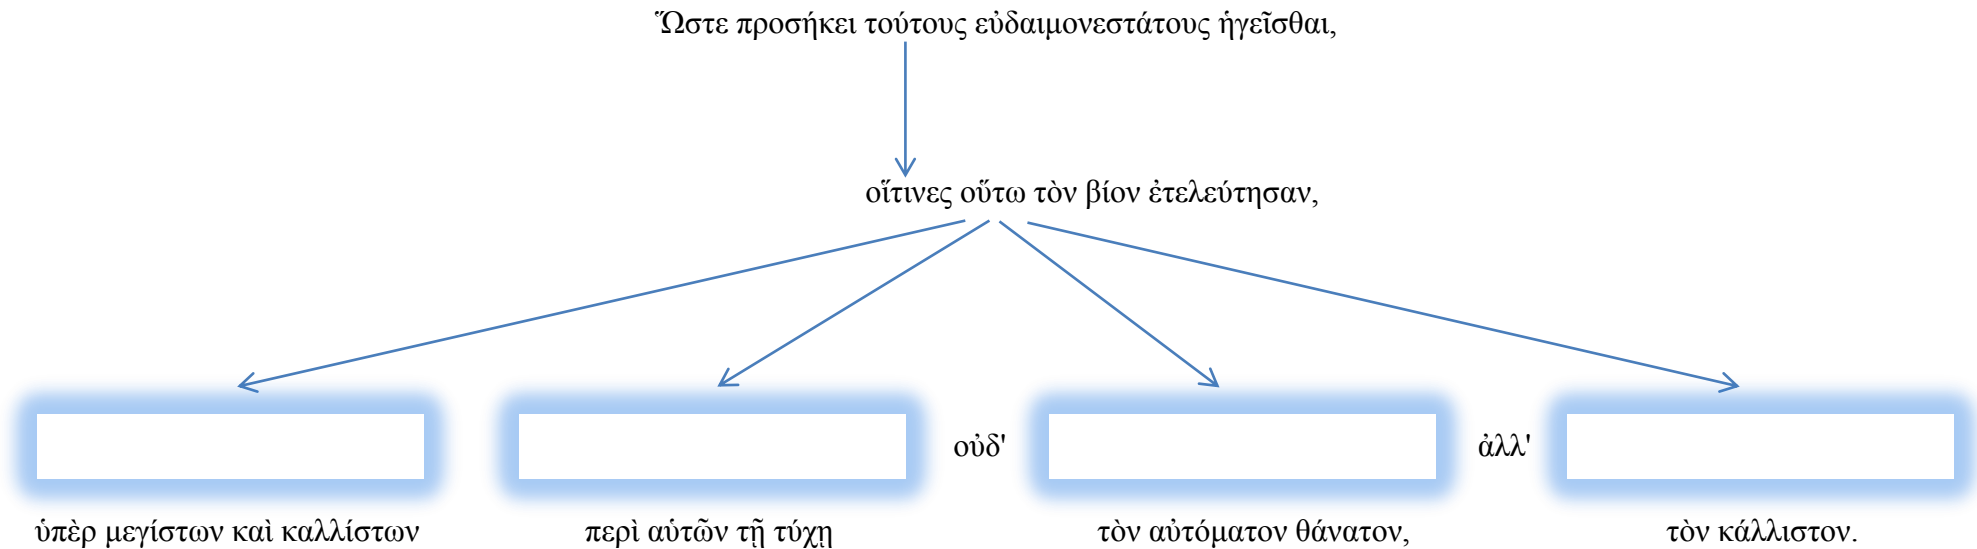 Ὥστε προσήκει τούτους εὐδαιμονεστάτους ἡγεῖσθαι,
οἵτινες οὕτω τὸν βίον ἐτελεύτησαν,
οὐδ' ἀλλ'
ὑπὲρ μεγίστων καὶ καλλίστων περὶ αὑτῶν τῇ τύχῃ τὸν αὐτόματον θάνατον, τὸν κάλλιστον.